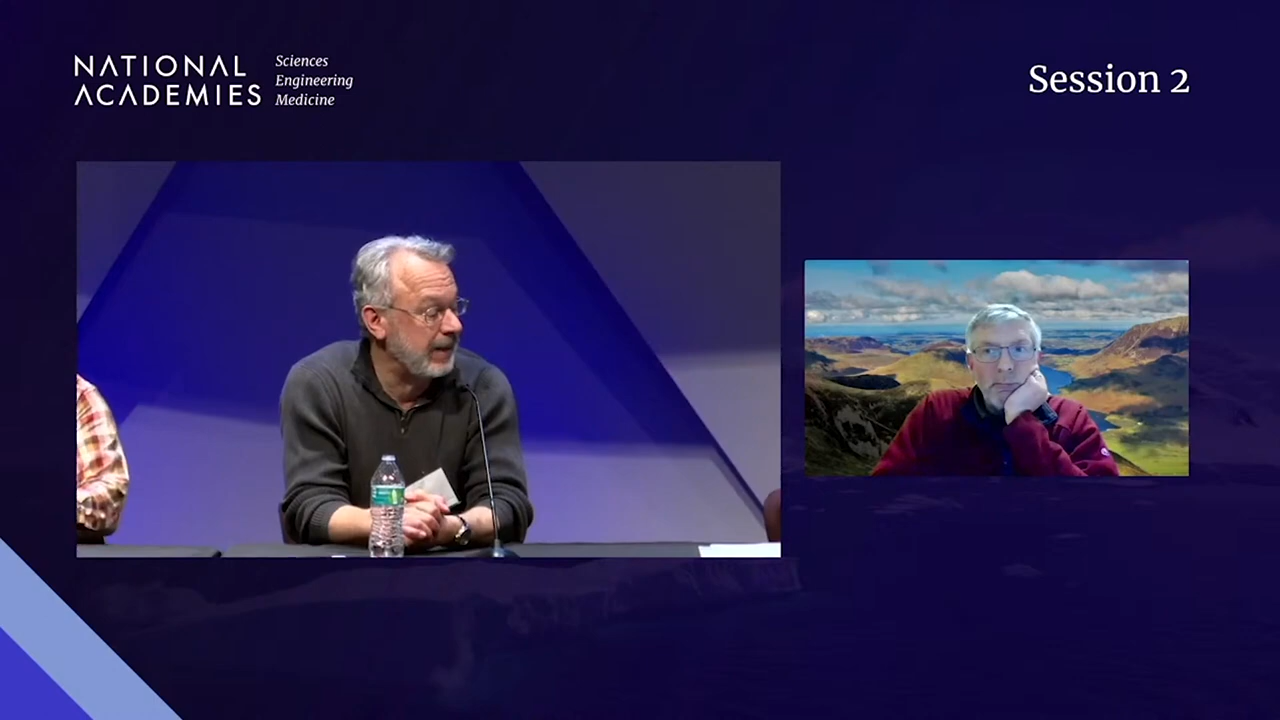 NATIONAL
ACADEMIES
Sciences
Engineering
Medicine
Session 2